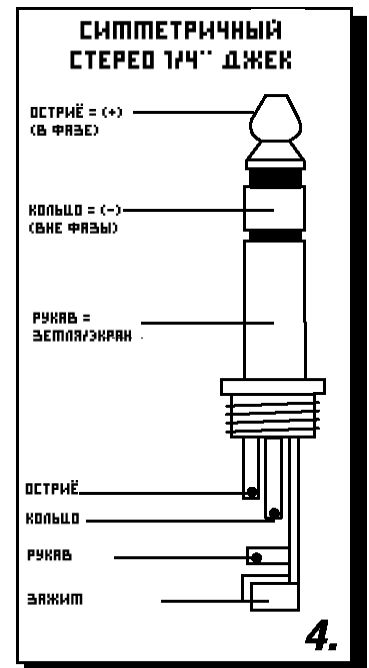 СИММЕТРИЧНЫЙ
СТЕРЕО 1/4" ДЖЕК
ОСТРИЁ = (+)
(В ФАЗЕ)
КОЛЬЦО = (-)
(ВНЕ ФАЗЫ)
РУКАВ =
ЗЕМЛЯ/ЭКРАН
ОСТРИЁ
КОЛЬЦО
РУКАВ
ЗАЖИМ
4.